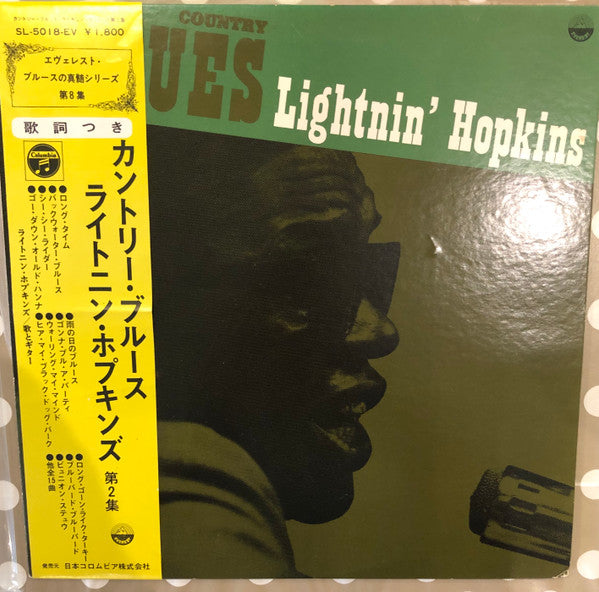 SL-5018-EV ¥1,800
エヴェレスト・
ブルースの真髄シリーズ
第8集
歌詞つき
Columbia
カントリー・ブルース
ライトニン・ホプキンズ 第2集
●ロング・タイム
●バックウォーター・ブルース
●シー・シー・ライダー
●ゴー・ダウン・オールド・ハンナ
ライトニン・ホプキンズ/歌とギター
●雨の日のブルース
●ゴンナ・プル・ア・パーティ
●ウォーリング・マイ・マインド
●ヒア・マイ・ブラック・ドッグ・バーク
●ロング・ゴーン・ライク・ターキー
●ブルーバード・ブルーバード
●ビュニオン・ステュウ
●他全15曲
発売元 日本コロムビア株式会社
COUNTRY
UES
Lightnin' Hopkins